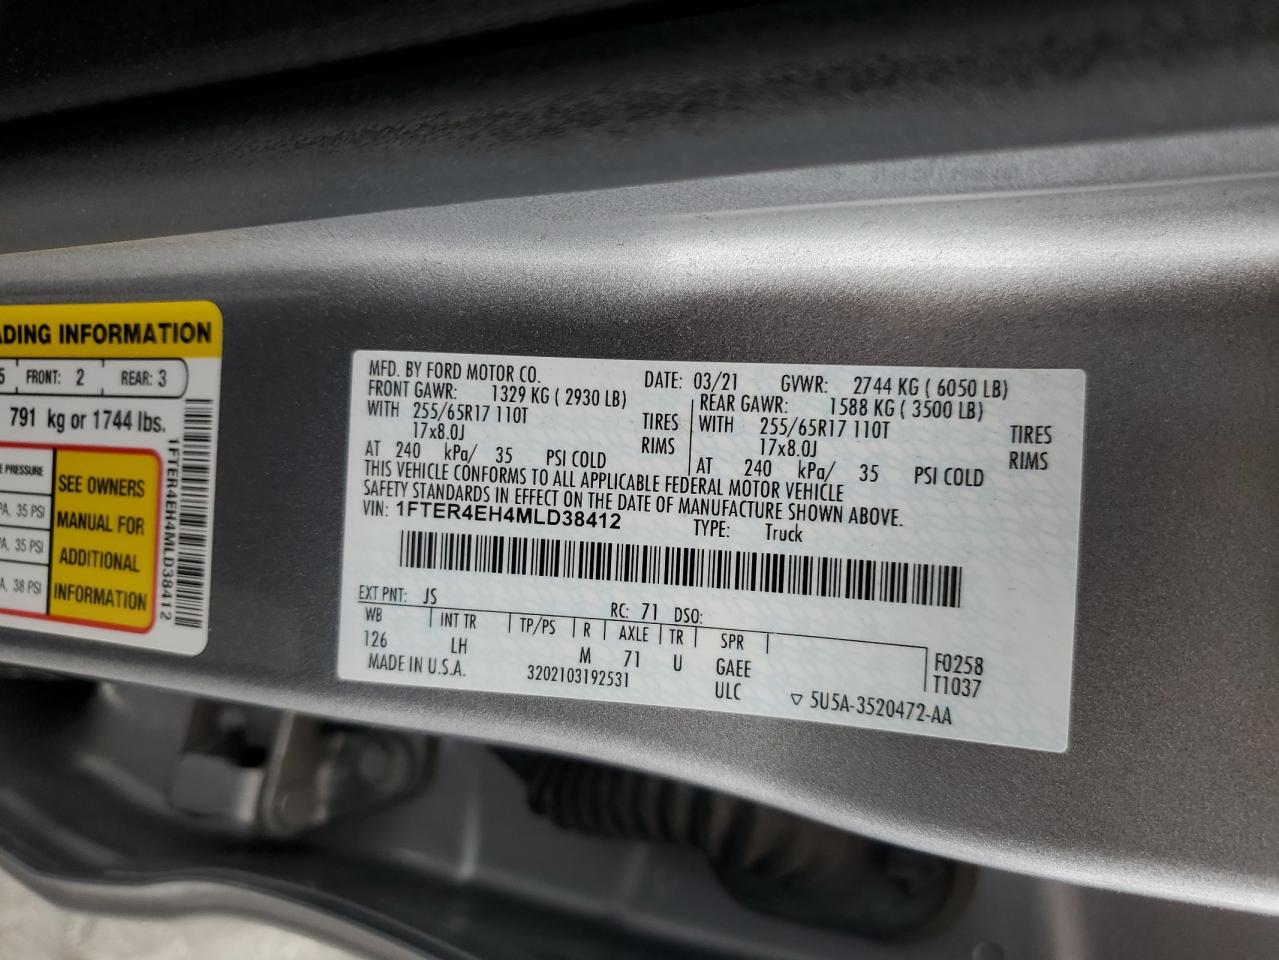 ADING INFORMATION
5 FRONT: 2 REAR: 3
791 kg or 1744 lbs.
E PRESSURE
PA, 35 PSI
PA, 35 PSI
A, 38 PSI
SEE OWNERS
MANUAL FOR
ADDITIONAL
INFORMATION
1FTER4EH4MLD38412
MFD. BY FORD MOTOR CO. DATE: 03/21 GVWR: 2744 KG ( 6050 LB)
FRONT GAWR: 1329 KG ( 2930 LB) REAR GAWR: 1588 KG ( 3500 LB)
WITH 255/65R17 110T TIRES WITH 255/65R17 110T TIRES
17x8.0J RIMS 17x8.0J RIMS
AT 240 kPa/ 35 PSI COLD AT 240 kPa/ 35 PSI COLD
THIS VEHICLE CONFORMS TO ALL APPLICABLE FEDERAL MOTOR VEHICLE
SAFETY STANDARDS IN EFFECT ON THE DATE OF MANUFACTURE SHOWN ABOVE.
VIN: 1FTER4EH4MLD38412 TYPE: Truck
EXT PNT: JS RC: 71 DSO:
WB INT TR TP/PS R AXLE TR SPR
126 LH M 71 U GAEE F0258
MADE IN U.S.A. 3202103192531 ULC T1037
▽ 5U5A-3520472-AA